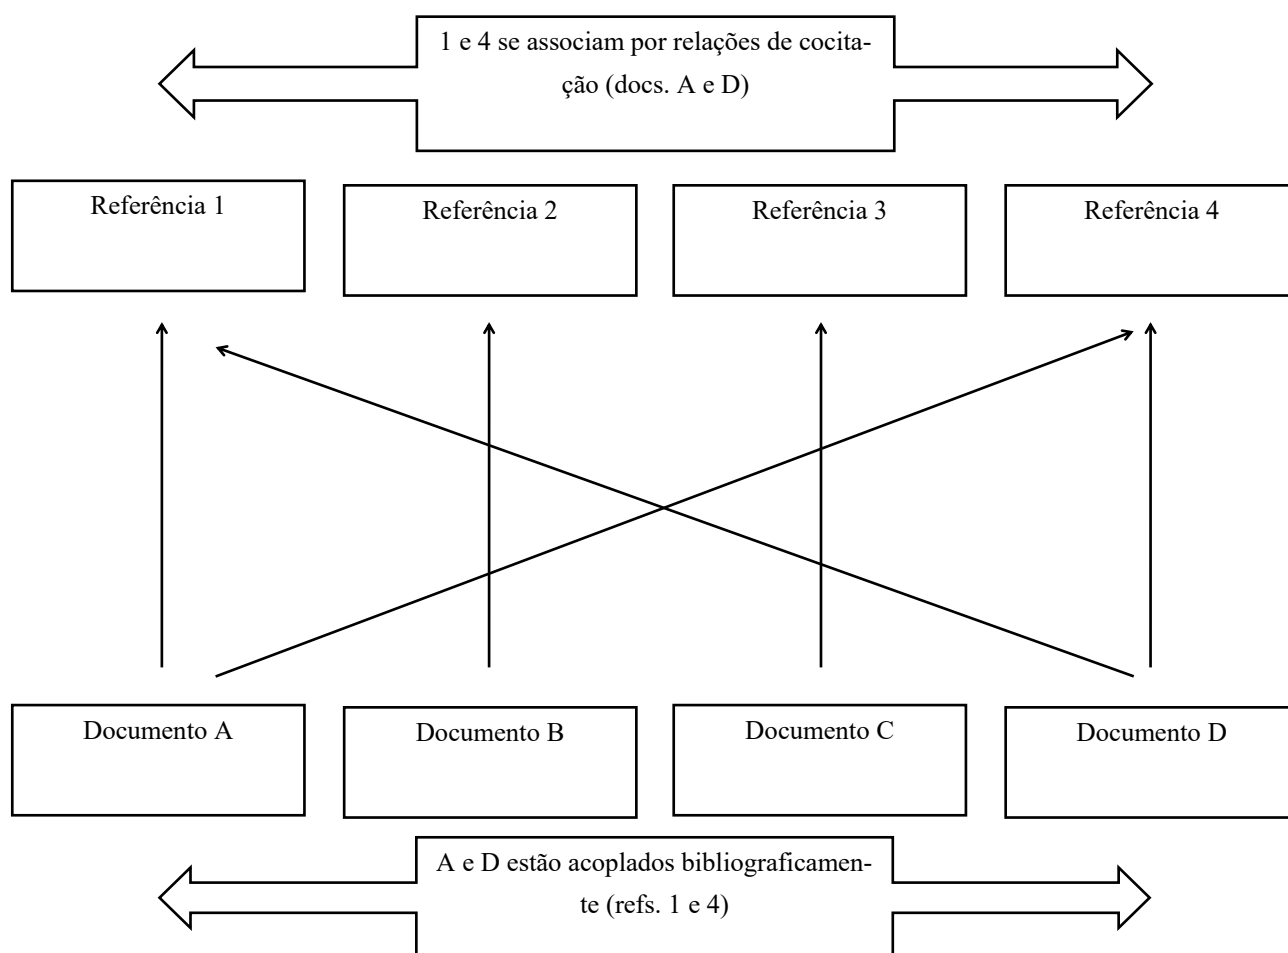 1 e 4 se associam por relações de cocita-
ção (docs. A e D)
Referência 1
Referência 2
Referência 3
Referência 4
Documento A
Documento B
Documento C
Documento D
A e D estão acoplados bibliograficamen-
te (refs. 1 e 4)